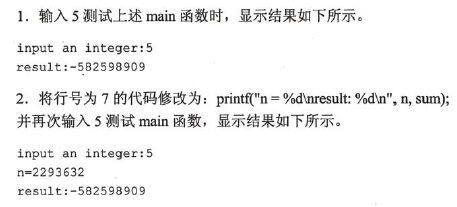 1．输入 5 测试上述 main 函数时，显示结果如下所示。
input an integer:5
result:-582598909
2．将行号为 7 的代码修改为：printf("n = %d\nresult: %d\n", n, sum);
并再次输入 5 测试 main 函数，显示结果如下所示。
input an integer:5
n=2293632
result:-582598909